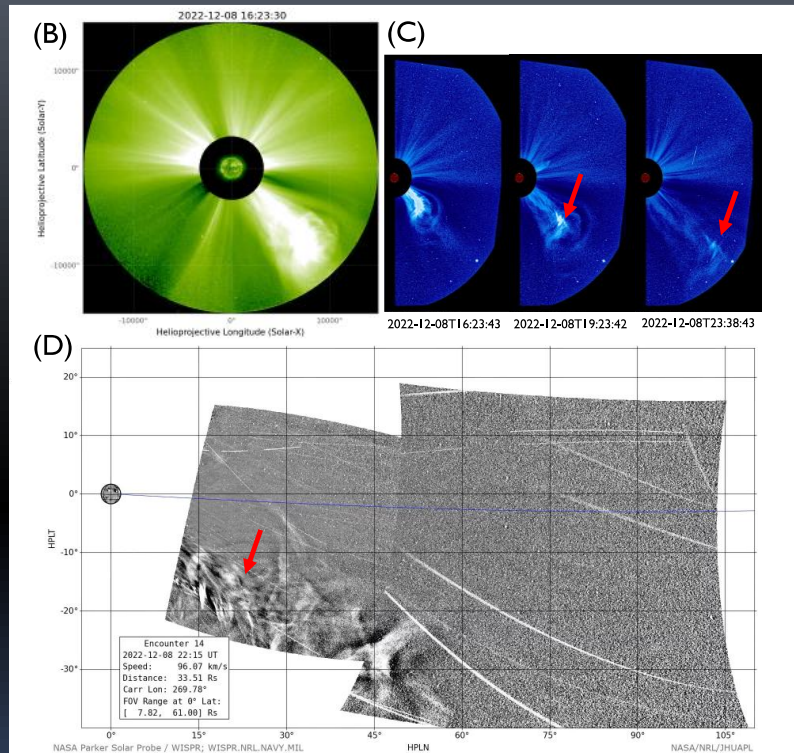 (B)
2022-12-08 16:23:30
10000"
0"
-10000"
Helioprojective Latitude (Solar-Y)
-10000"
0"
10000"
Helioprojective Longitude (Solar-X)
(C)
2022-12-08T16:23:43
2022-12-08T19:23:42
2022-12-08T23:38:43
(D)
20°
10°
0°
-10°
-20°
-30°
HPLT
Encounter 14
2022-12-08 22:15 UT
Speed: 96.07 km/s
Distance: 33.51 Rs
Carr Lon: 269.78°
FOV Range at 0° Lat:
[ 7.82, 61.00] Rs
0°
15°
30°
45°
60°
75°
90°
105°
HPLN
NASA Parker Solar Probe / WISPR; WISPR.NRL.NAVY.MIL
NASA/NRL/JHUAPL